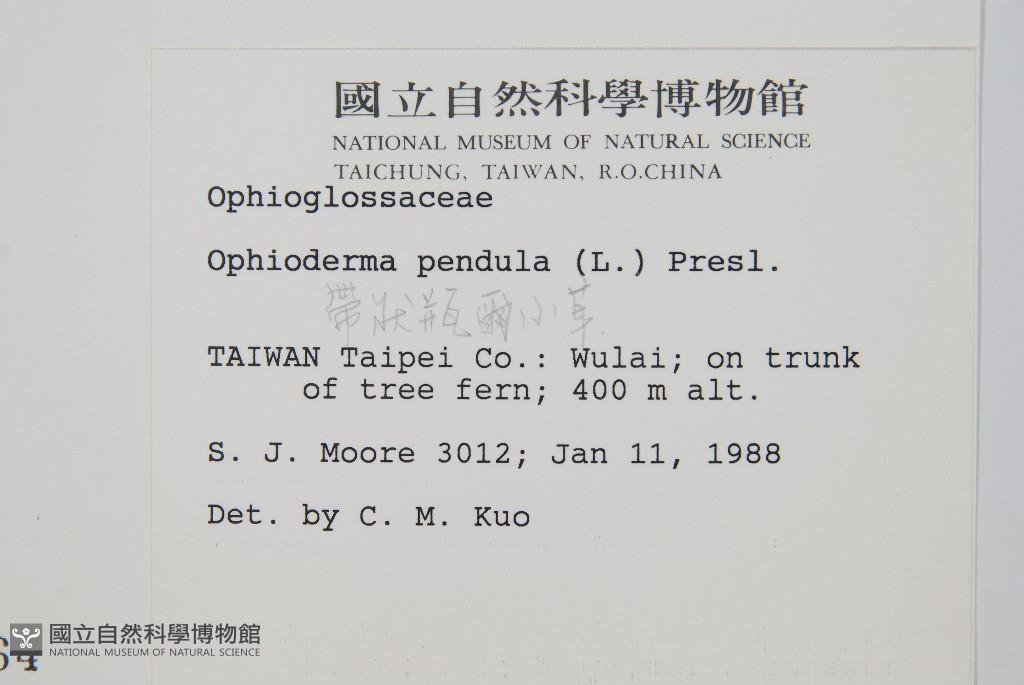 國立自然科學博物館
NATIONAL MUSEUM OF NATURAL SCIENCE
TAICHUNG, TAIWAN, R.O.CHINA
Ophioglossaceae
Ophioderma pendula (L.) Presl.
帶狀瓶爾小草
TAIWAN Taipei Co.: Wulai; on trunk
of tree fern; 400 m alt.
S. J. Moore 3012; Jan 11, 1988
Det. by C. M. Kuo
國立自然科學博物館
NATIONAL MUSEUM OF NATURAL SCIENCE